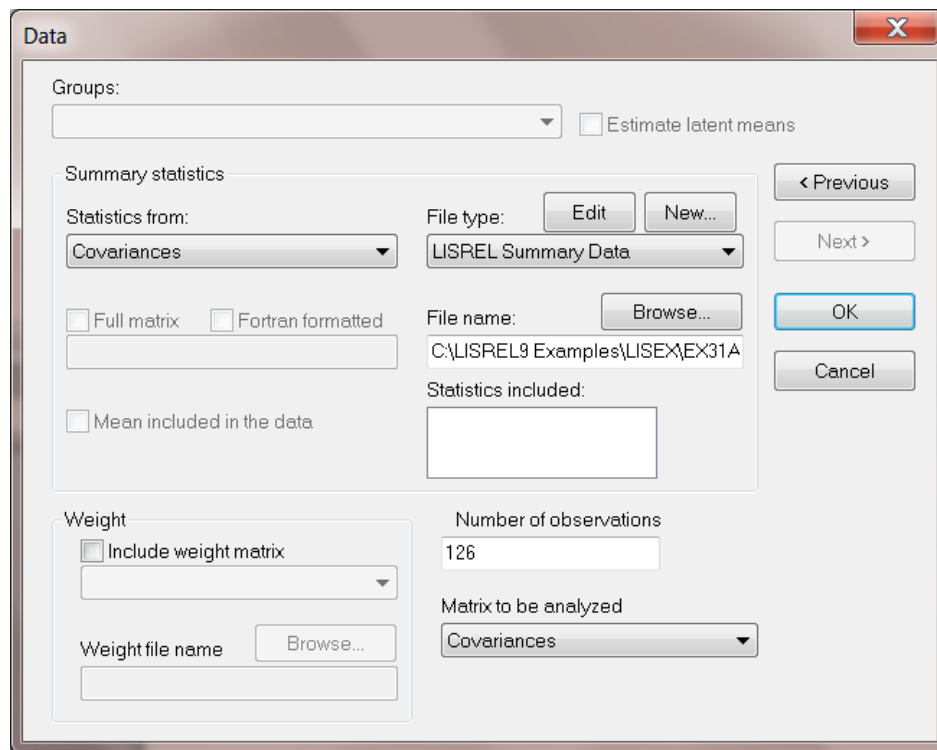 Data
X
Groups:
Estimate latent means
Summary statistics
< Previous
Statistics from:
File type:
Edit
New...
Covariances
LISREL Summary Data
Next >
Full matrix
Fortran formatted
File name:
Browse...
OK
C:\LISREL9 Examples\LISEX\EX31A
Cancel
Statistics included:
Mean included in the data
Weight
Number of observations
Include weight matrix
126
Matrix to be analyzed
Covariances
Weight file name
Browse...